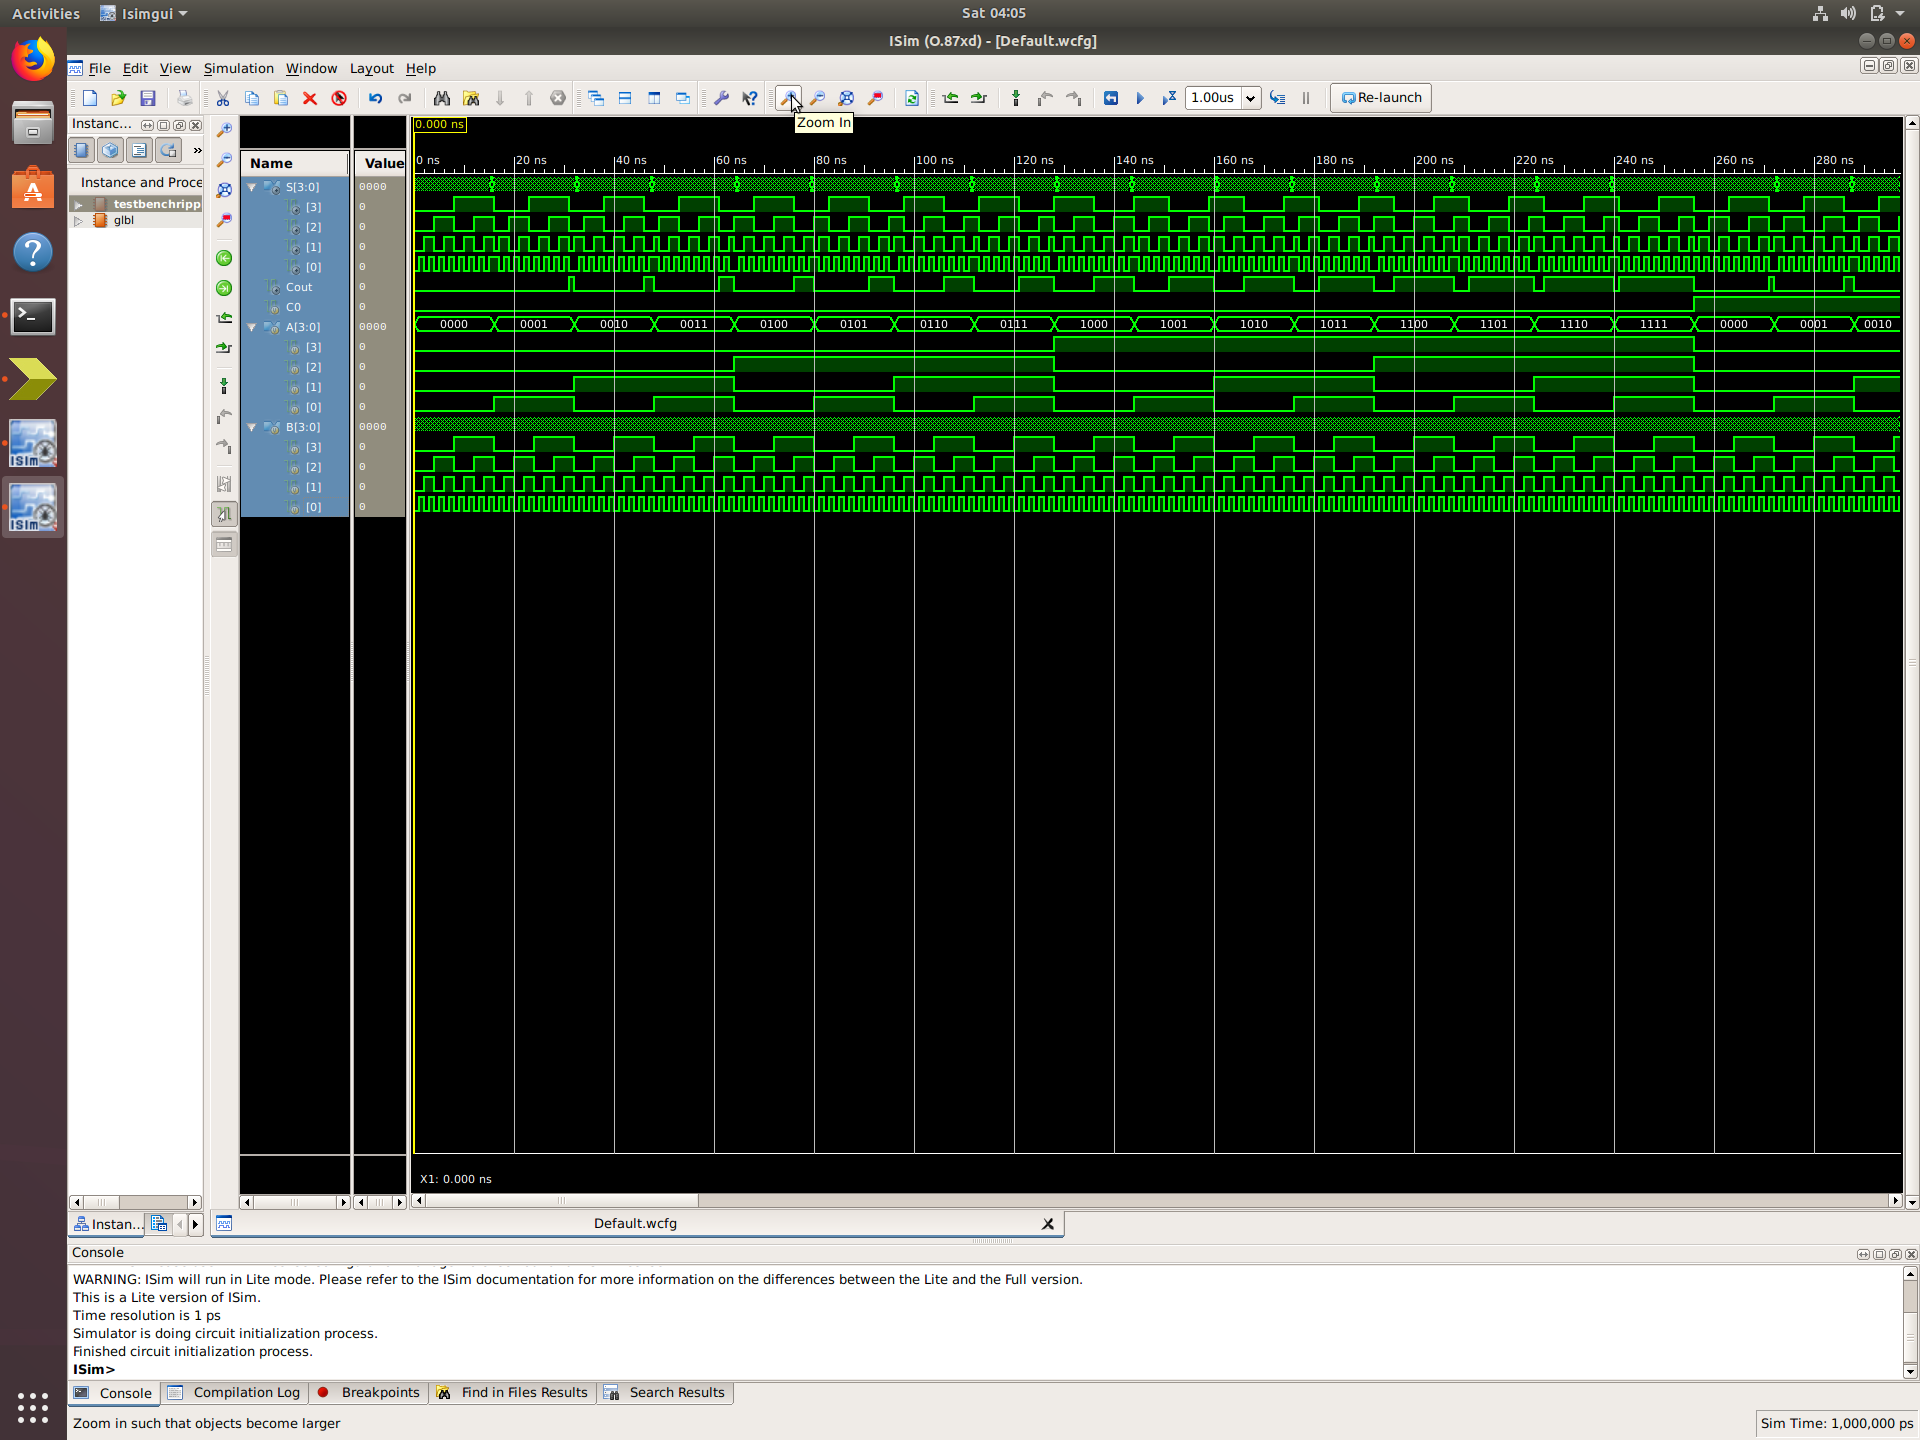 Activities Isimgui Sat 04:05
ISim (O.87xd) - [Default.wcfg]
File Edit View Simulation Window Layout Help
1.00us Re-launch
Zoom In
Instanc...
»
Instance and Proce
testbenchripp
glbl
Name Value
0.000 ns
0 ns 20 ns 40 ns 60 ns 80 ns 100 ns 120 ns 140 ns 160 ns 180 ns 200 ns 220 ns 240 ns 260 ns 280 ns
S[3:0] 0000
[3] 0
[2] 0
[1] 0
[0] 0
Cout 0
C0 0
A[3:0] 0000 0000 0001 0010 0011 0100 0101 0110 0111 1000 1001 1010 1011 1100 1101 1110 1111 0000 0001 0010
[3] 0
[2] 0
[1] 0
[0] 0
B[3:0] 0000
[3] 0
[2] 0
[1] 0
[0] 0
X1: 0.000 ns
Instan...
Default.wcfg
Console
WARNING: ISim will run in Lite mode. Please refer to the ISim documentation for more information on the differences between the Lite and the Full version.
This is a Lite version of ISim.
Time resolution is 1 ps
Simulator is doing circuit initialization process.
Finished circuit initialization process.
ISim>
Console Compilation Log Breakpoints Find in Files Results Search Results
Zoom in such that objects become larger Sim Time: 1,000,000 ps
ISim
ISim